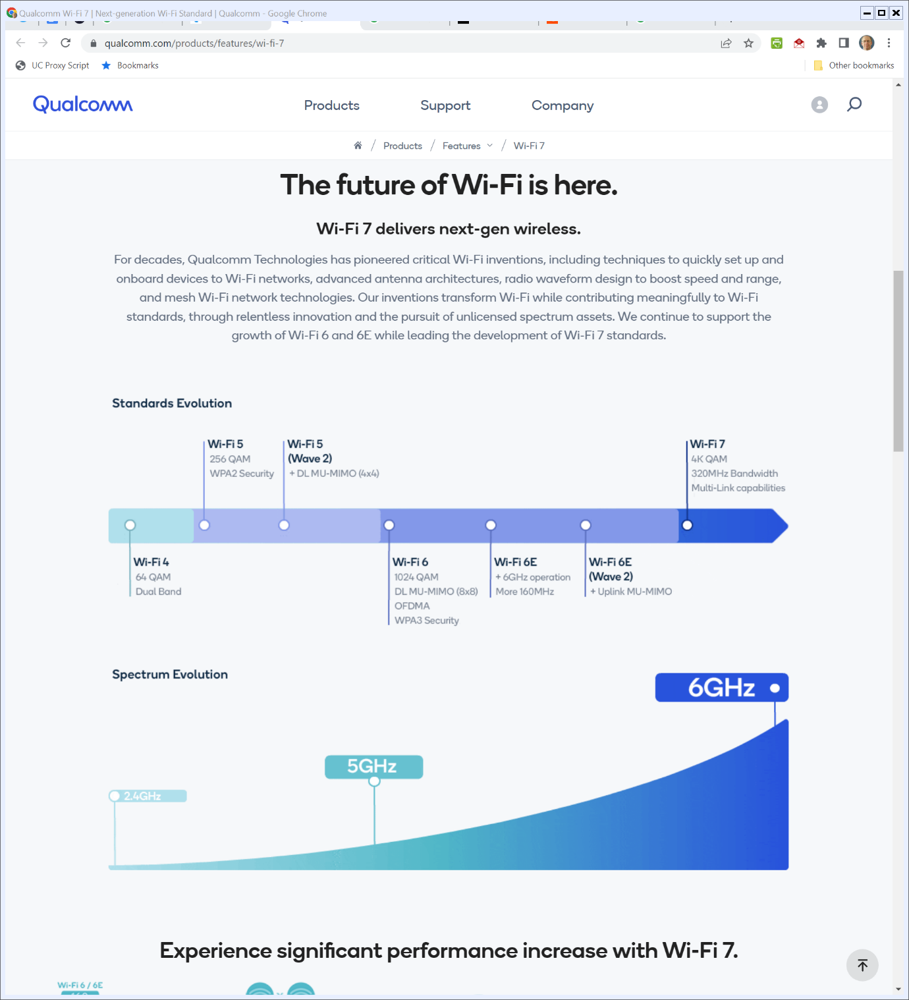 Qualcomm Wi-Fi 7 | Next-generation Wi-Fi Standard | Qualcomm - Google Chrome
qualcomm.com/products/features/wi-fi-7
UC Proxy Script Bookmarks Other bookmarks
Qualcomm Products Support Company
/ Products / Features / Wi-Fi 7
The future of Wi-Fi is here.
Wi-Fi 7 delivers next-gen wireless.
For decades, Qualcomm Technologies has pioneered critical Wi-Fi inventions, including techniques to quickly set up and
onboard devices to Wi-Fi networks, advanced antenna architectures, radio waveform design to boost speed and range,
and mesh Wi-Fi network technologies. Our inventions transform Wi-Fi while contributing meaningfully to Wi-Fi
standards, through relentless innovation and the pursuit of unlicensed spectrum assets. We continue to support the
growth of Wi-Fi 6 and 6E while leading the development of Wi-Fi 7 standards.
Standards Evolution
Wi-Fi 5
256 QAM
WPA2 Security
Wi-Fi 5
(Wave 2)
+ DL MU-MIMO (4x4)
Wi-Fi 7
4K QAM
320MHz Bandwidth
Multi-Link capabilities
Wi-Fi 4
64 QAM
Dual Band
Wi-Fi 6
1024 QAM
DL MU-MIMO (8x8)
OFDMA
WPA3 Security
Wi-Fi 6E
+ 6GHz operation
More 160MHz
Wi-Fi 6E
(Wave 2)
+ Uplink MU-MIMO
Spectrum Evolution
6GHz
5GHz
2.4GHz
Experience significant performance increase with Wi-Fi 7.
Wi-Fi 6 / 6E